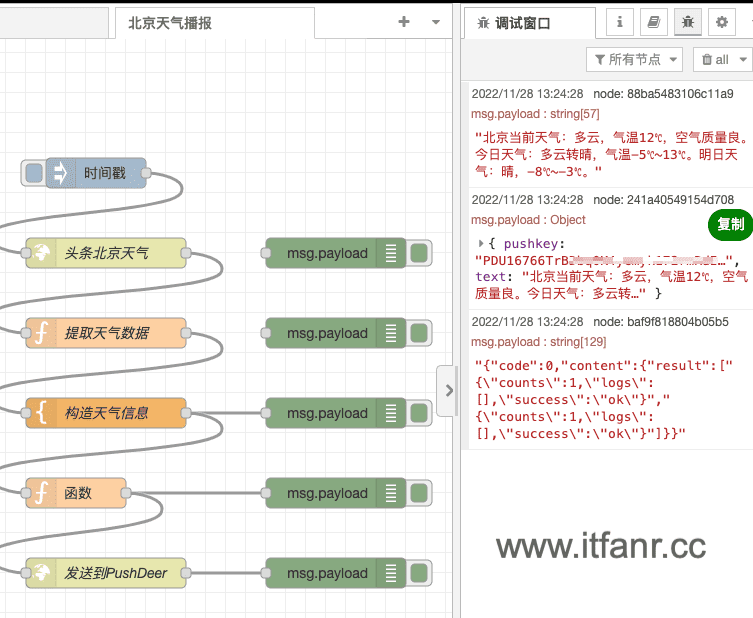 北京天气播报
调试窗口
所有节点
all
时间戳
头条北京天气
msg.payload
提取天气数据
msg.payload
构造天气信息
msg.payload
函数
msg.payload
发送到PushDeer
msg.payload
2022/11/28 13:24:28 node: 88ba5483106c11a9
msg.payload : string[57]
"北京当前天气：多云，气温12℃，空气质量良。
今日天气：多云转晴，气温-5℃~13℃。明日天
气：晴，-8℃~-3℃。"
2022/11/28 13:24:28 node: 241a40549154d708
msg.payload : Object
复制
{ pushkey:
"PDU16766TrB
text: "北京当前天气：多云，气温12℃，空气
质量良。今日天气：多云转…" }
2022/11/28 13:24:28 node: baf9f818804b05b5
msg.payload : string[129]
"{"code":0,"content":{"result":["
{\"counts\":1,\"logs\":
[],\"success\":\"ok\"}","
{\"counts\":1,\"logs\":
[],\"success\":\"ok\"}"]}}"
www.itfanr.cc